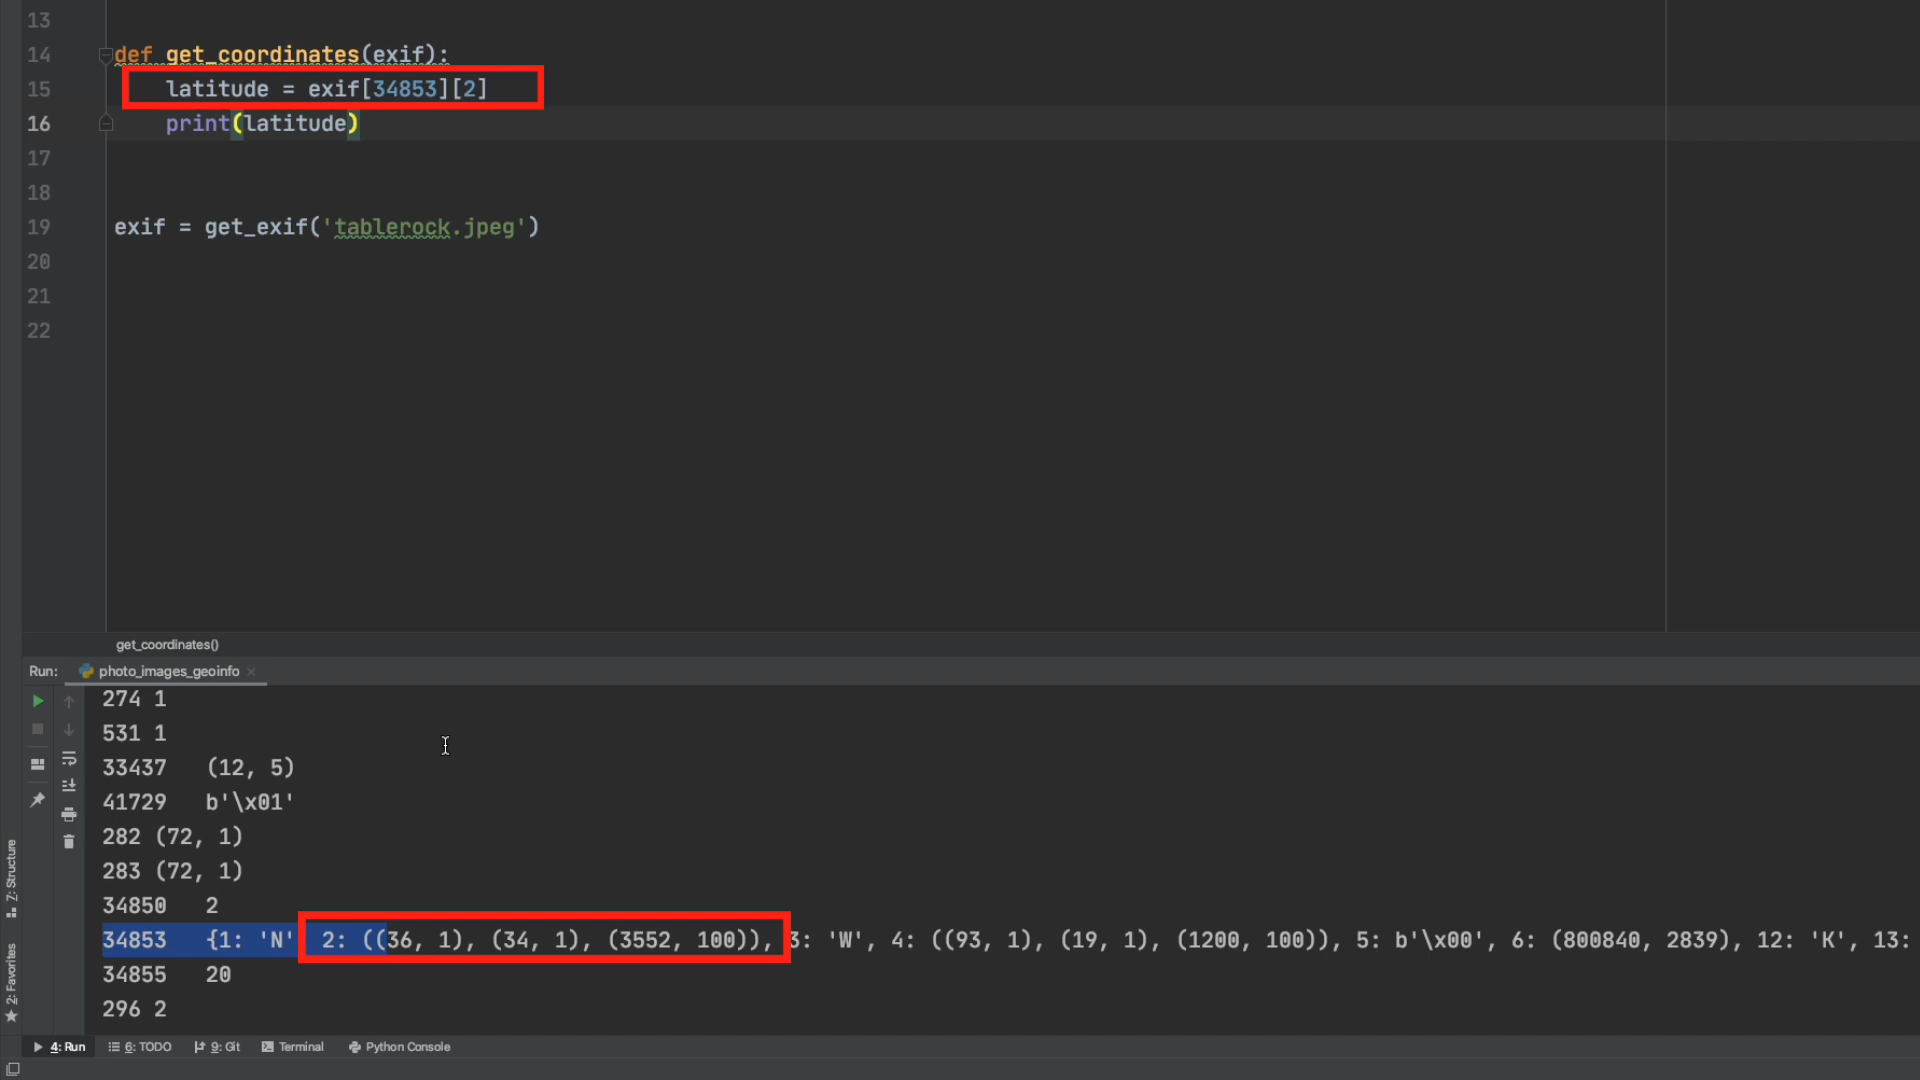 13
14 def get_coordinates(exif):
15 latitude = exif[34853][2]
16 print(latitude)
17
18
19 exif = get_exif('tablerock.jpeg')
20
21
22
get_coordinates()
Run: photo_images_geoinfo ×
274 1
531 1
33437 (12, 5)
41729 b'\x01'
282 (72, 1)
283 (72, 1)
34850 2
34853 {1: 'N' 2: ((36, 1), (34, 1), (3552, 100)), 3: 'W', 4: ((93, 1), (19, 1), (1200, 100)), 5: b'\x00', 6: (800840, 2839), 12: 'K', 13:
34855 20
296 2
Z: Structure
2: Favorites
4: Run 6: TODO 9: Git Terminal Python Console